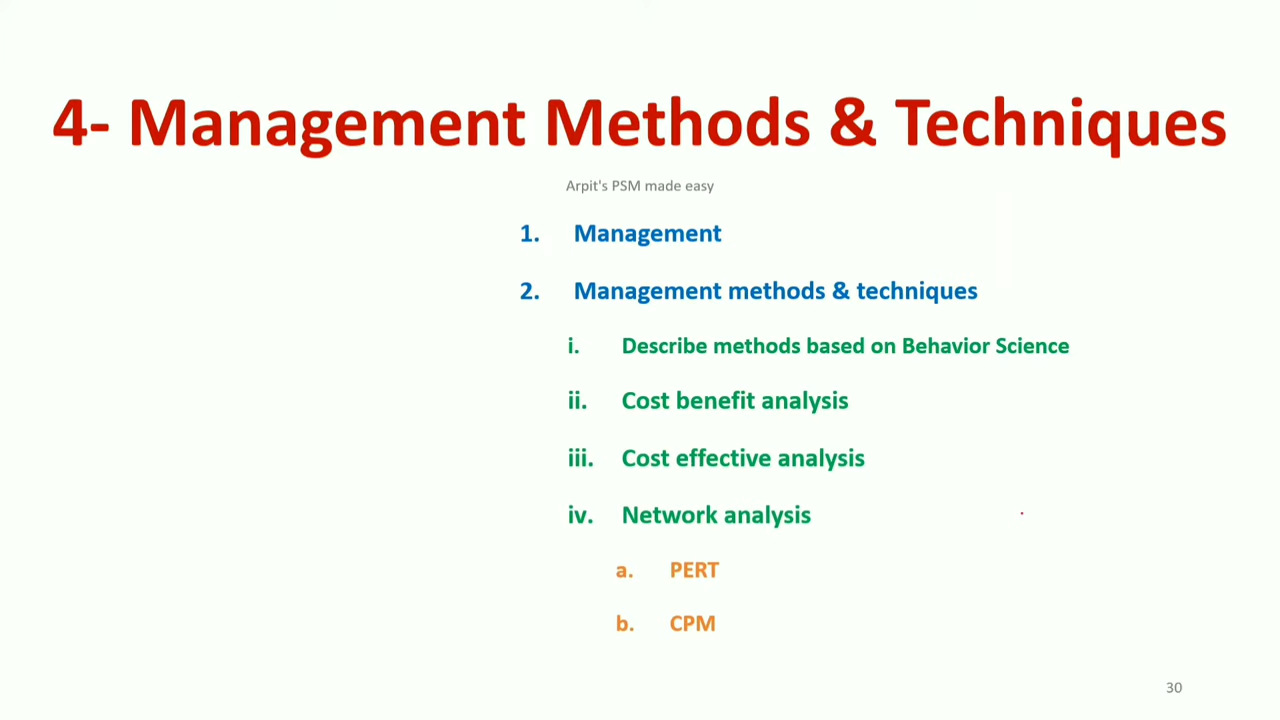 4- Management Methods & Techniques
Arpit's PSM made easy
1. Management
2. Management methods & techniques
i. Describe methods based on Behavior Science
ii. Cost benefit analysis
iii. Cost effective analysis
iv. Network analysis
a. PERT
b. CPM
30